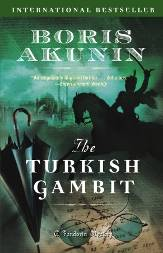 INTERNATIONAL BESTSELLER
BORIS
AKUNIN
The
TURKISH
GAMBIT
A Fandorin Mystery